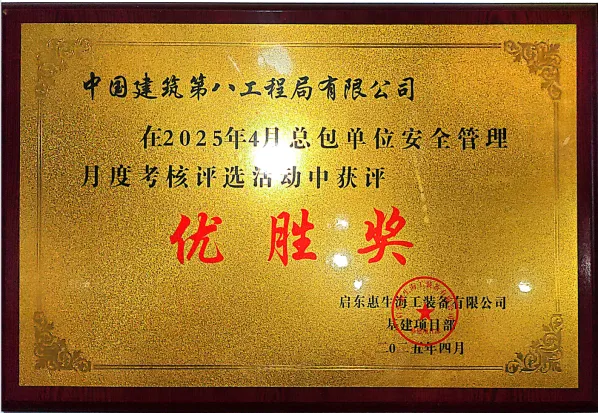 中国建筑第八工程局有限公司
在2025年4月总包单位安全管理
月度考核评选活动中获评
优胜奖
启东惠生海工装备有限公司
基建项目部
二〇二五年四月